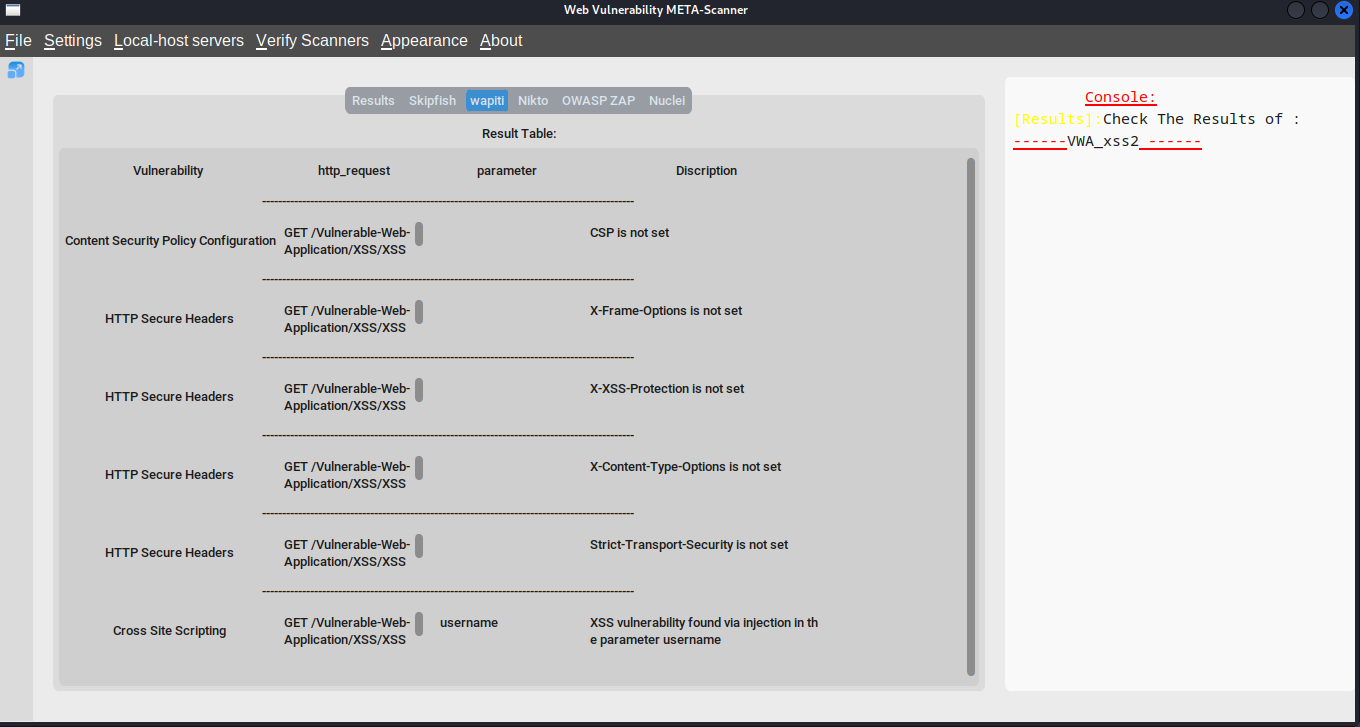 Web Vulnerability META-Scanner
File Settings Local-host servers Verify Scanners Appearance About
Results Skipfish wapiti Nikto OWASP ZAP Nuclei
Result Table:
Vulnerability http_request parameter Discription
Content Security Policy Configuration
GET /Vulnerable-Web-
Application/XSS/XSS
CSP is not set
HTTP Secure Headers
GET /Vulnerable-Web-
Application/XSS/XSS
X-Frame-Options is not set
HTTP Secure Headers
GET /Vulnerable-Web-
Application/XSS/XSS
X-XSS-Protection is not set
HTTP Secure Headers
GET /Vulnerable-Web-
Application/XSS/XSS
X-Content-Type-Options is not set
HTTP Secure Headers
GET /Vulnerable-Web-
Application/XSS/XSS
Strict-Transport-Security is not set
Cross Site Scripting
GET /Vulnerable-Web-
Application/XSS/XSS
username
XSS vulnerability found via injection in th
e parameter username
Console:
[Results]:Check The Results of :
------VWA_xss2 ------